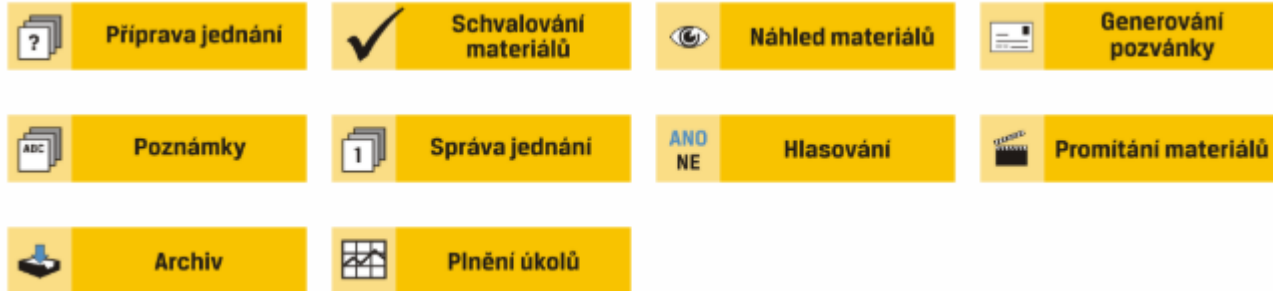 ?
Příprava jednání
Schvalování
materiálů
Náhled materiálů
Generování
pozvánky
ABC
Poznámky
1
Správa jednání
ANO
NE
Hlasování
Promítání materiálů
Archiv
Plnění úkolů